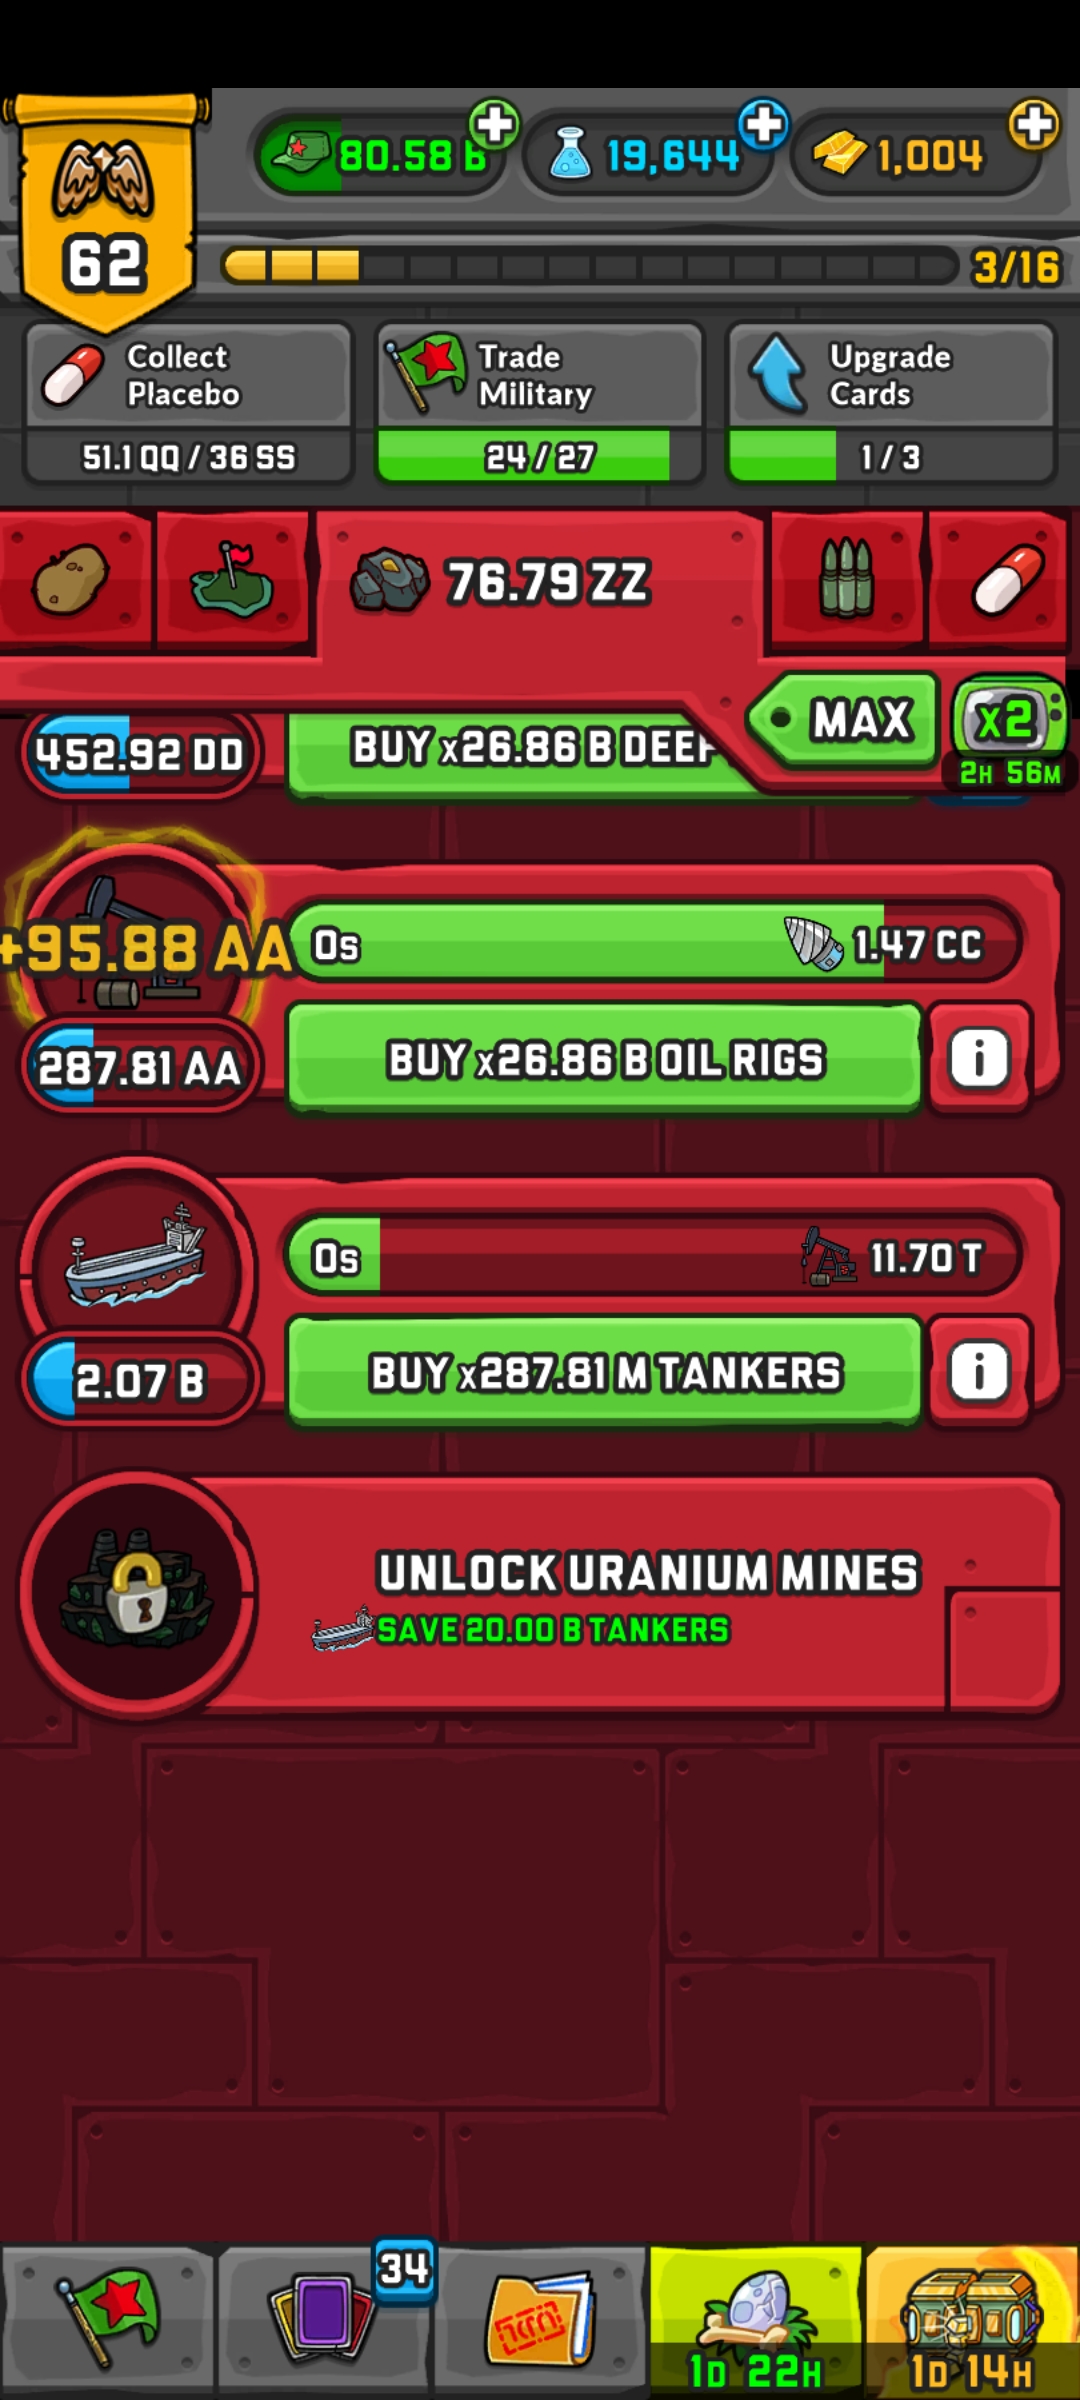 62
80.58 B
19,644
1,004
3/16
Collect
Placebo
51.1 QQ / 36 SS
Trade
Military
24 / 27
Upgrade
Cards
1 / 3
76.79 ZZ
MAX
x2
2H 56M
452.92 DD
BUY x26.86 B DEEP
+95.88 AA
0s
1.47 CC
287.81 AA
BUY x26.86 B OIL RIGS
i
0s
11.70 T
2.07 B
BUY x287.81 M TANKERS
i
UNLOCK URANIUM MINES
SAVE 20.00 B TANKERS
34
1D 22H
1D 14H